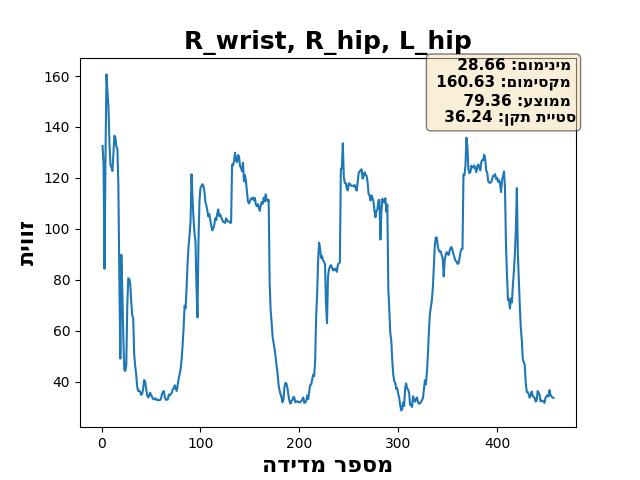 R_wrist, R_hip, L_hip
מינימום: 28.66
מקסימום: 160.63
ממוצע: 79.36
סטיית תקן: 36.24
160
140
120
100
80
60
40
זווית
0 100 200 300 400
מספר מדידה